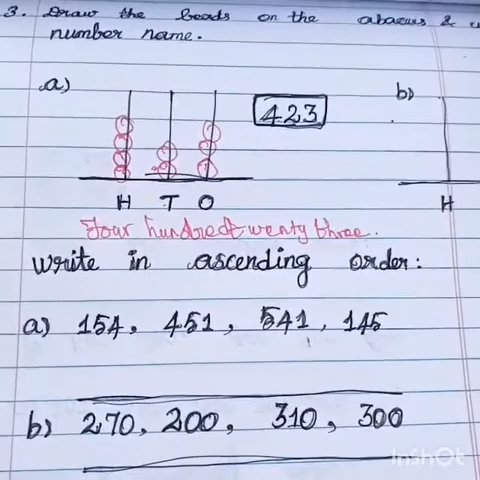 3. Draw the beads on the abacus &
number name.
a)
423
b)
H T O
H
Four hundred twenty three.
write in ascending order:
a) 154, 451, 541, 145
b) 270, 200, 310, 300
InShOt